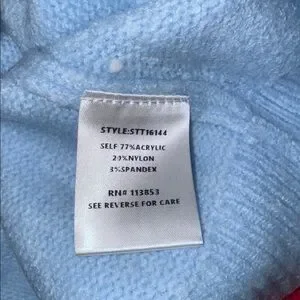 STYLE:STT16144
SELF 77%ACRYLIC
20%NYLON
3%SPANDEX
RN# 113853
SEE REVERSE FOR CARE